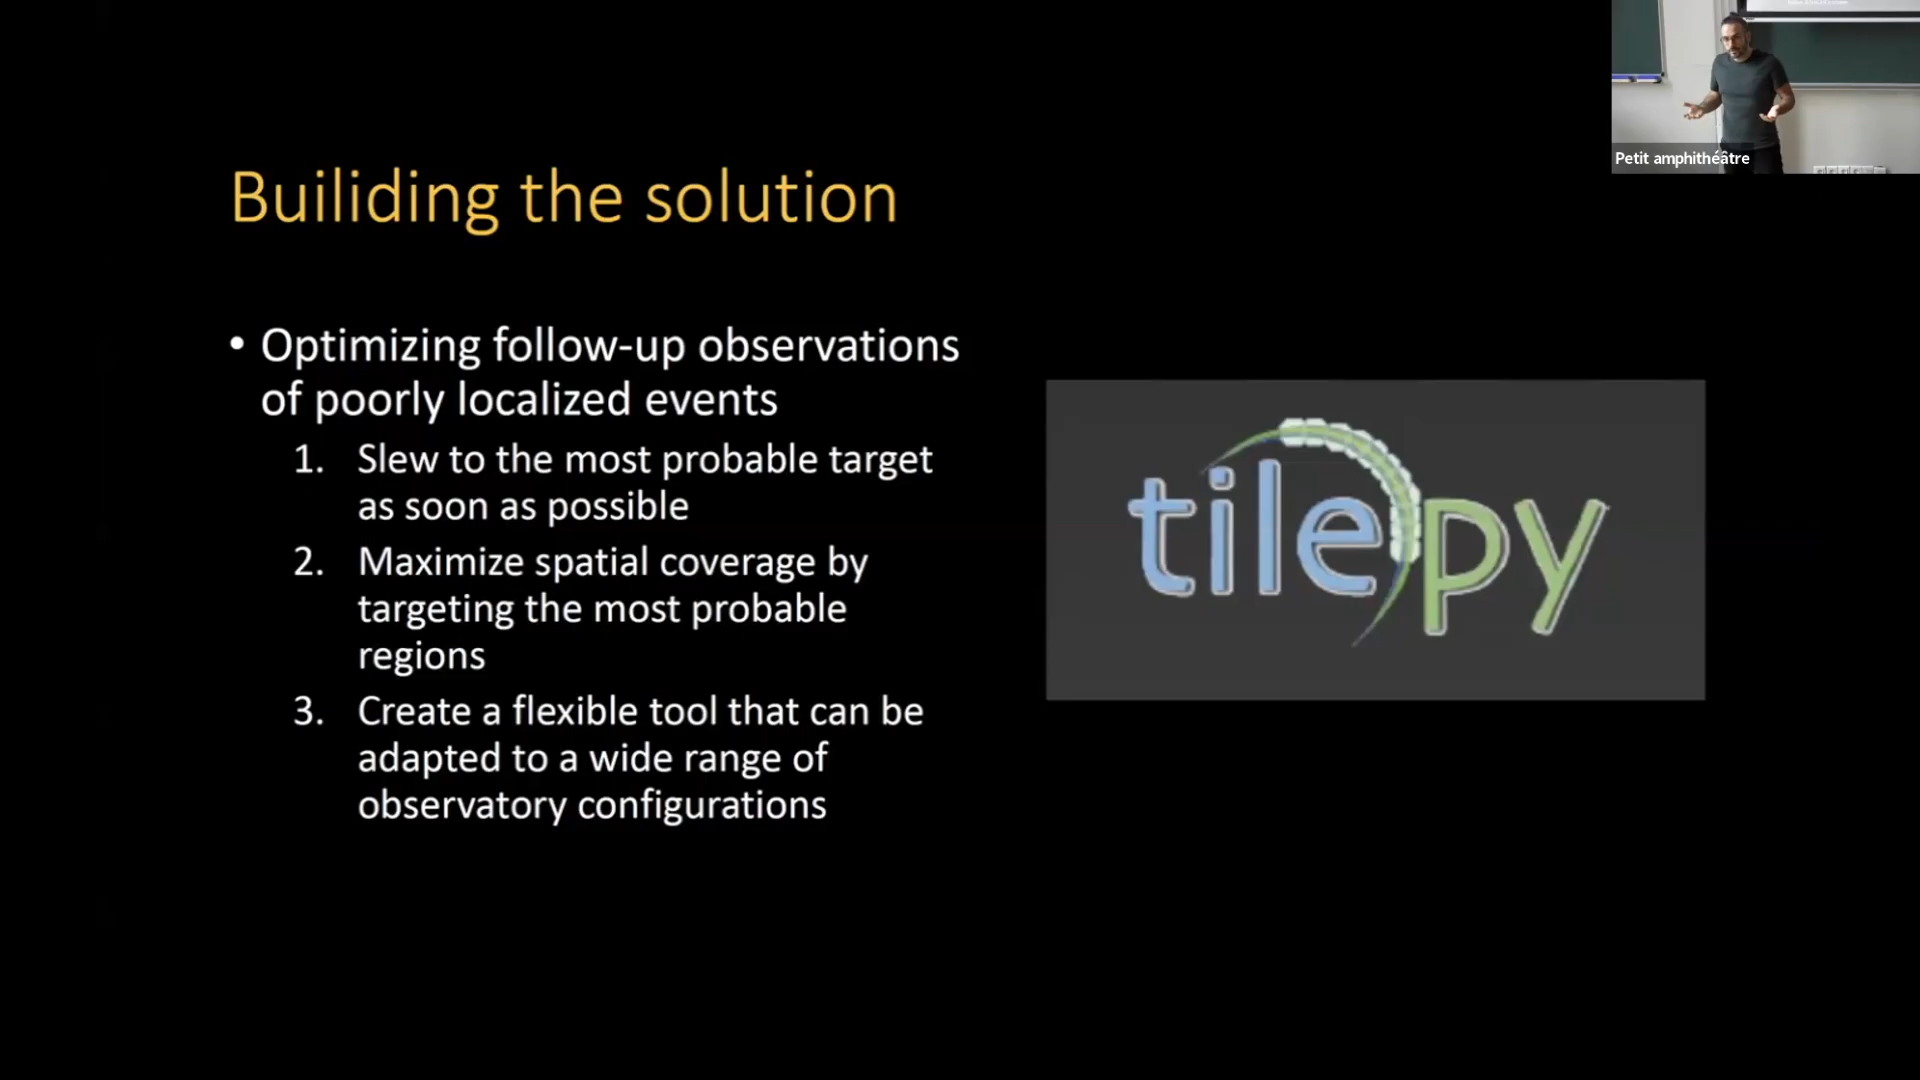 Builiding the solution
• Optimizing follow-up observations
of poorly localized events
1. Slew to the most probable target
as soon as possible
2. Maximize spatial coverage by
targeting the most probable
regions
3. Create a flexible tool that can be
adapted to a wide range of
observatory configurations
tilepy
Petit amphithéâtre